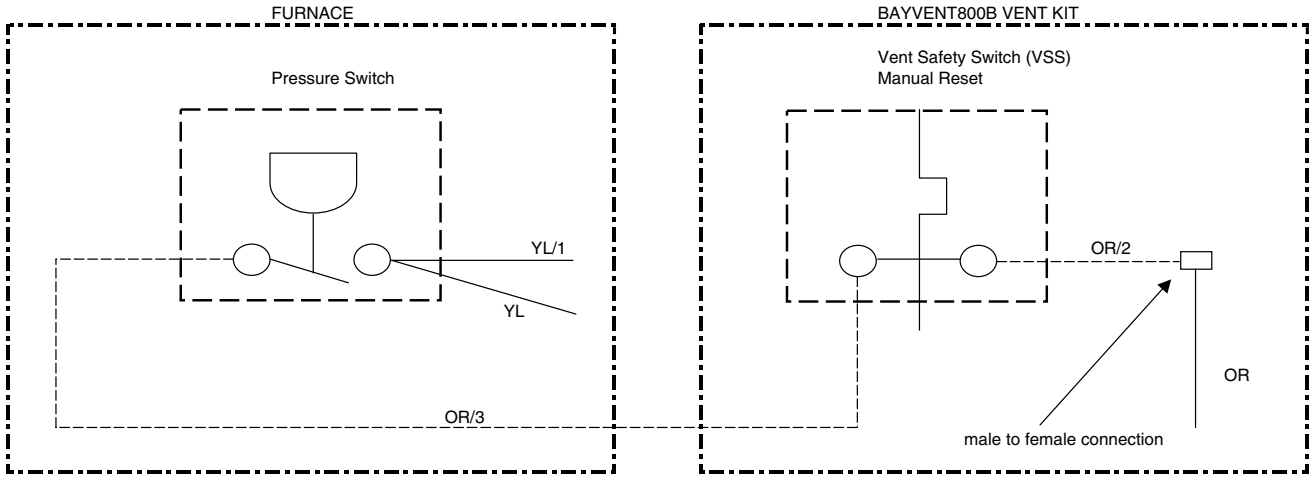 FURNACE
BAYVENT800B VENT KIT
Pressure Switch
Vent Safety Switch (VSS)
Manual Reset
YL/1
YL
OR/2
OR
OR/3
male to female connection